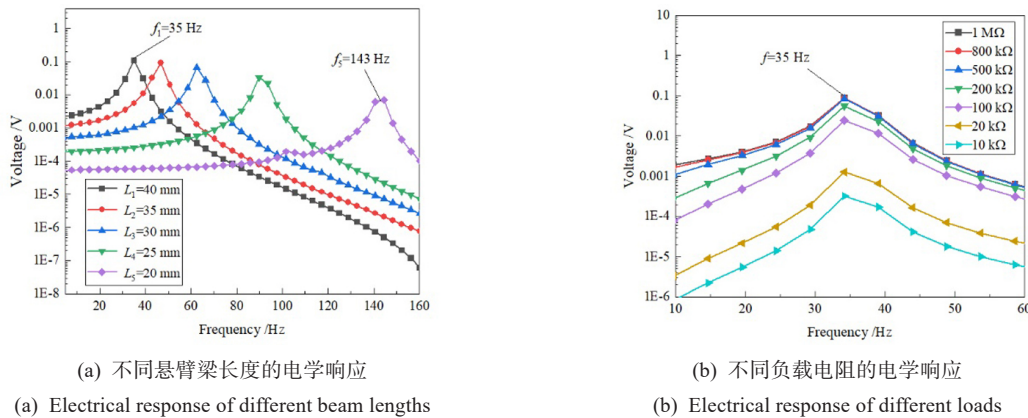 1
0.1
0.01
0.001
1E-4
1E-5
1E-6
1E-7
1E-8
Voltage /V
f₁=35 Hz
f₅=143 Hz
L₁=40 mm
L₂=35 mm
L₃=30 mm
L₄=25 mm
L₅=20 mm
20 40 60 80 100 120 140 160
Frequency /Hz
(a) 不同悬臂梁长度的电学响应
(a) Electrical response of different beam lengths
10
1
0.1
0.01
0.001
1E-4
1E-5
1E-6
Voltage /V
f=35 Hz
1 MΩ
800 kΩ
500 kΩ
200 kΩ
100 kΩ
20 kΩ
10 kΩ
10 20 30 40 50 60
Frequency /Hz
(b) 不同负载电阻的电学响应
(b) Electrical response of different loads